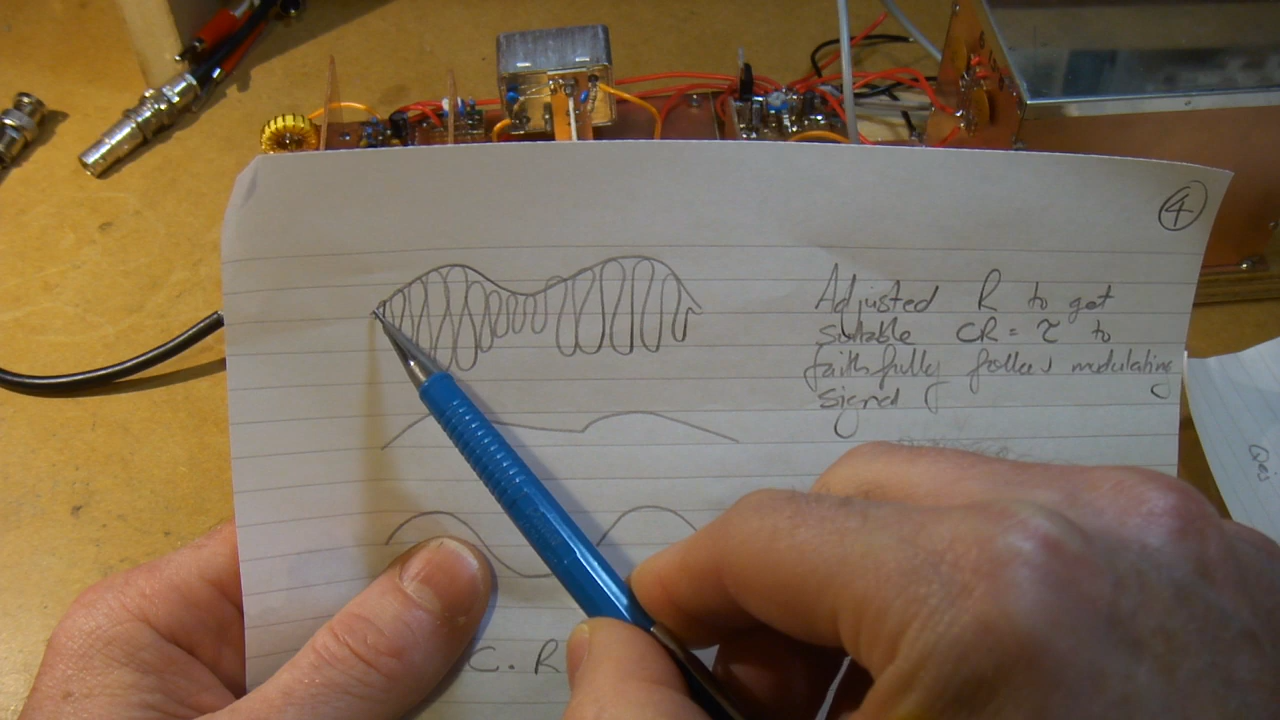 ④
Adjusted R to get
suitable CR = τ to
faithfully follow modulating
signal
C. R